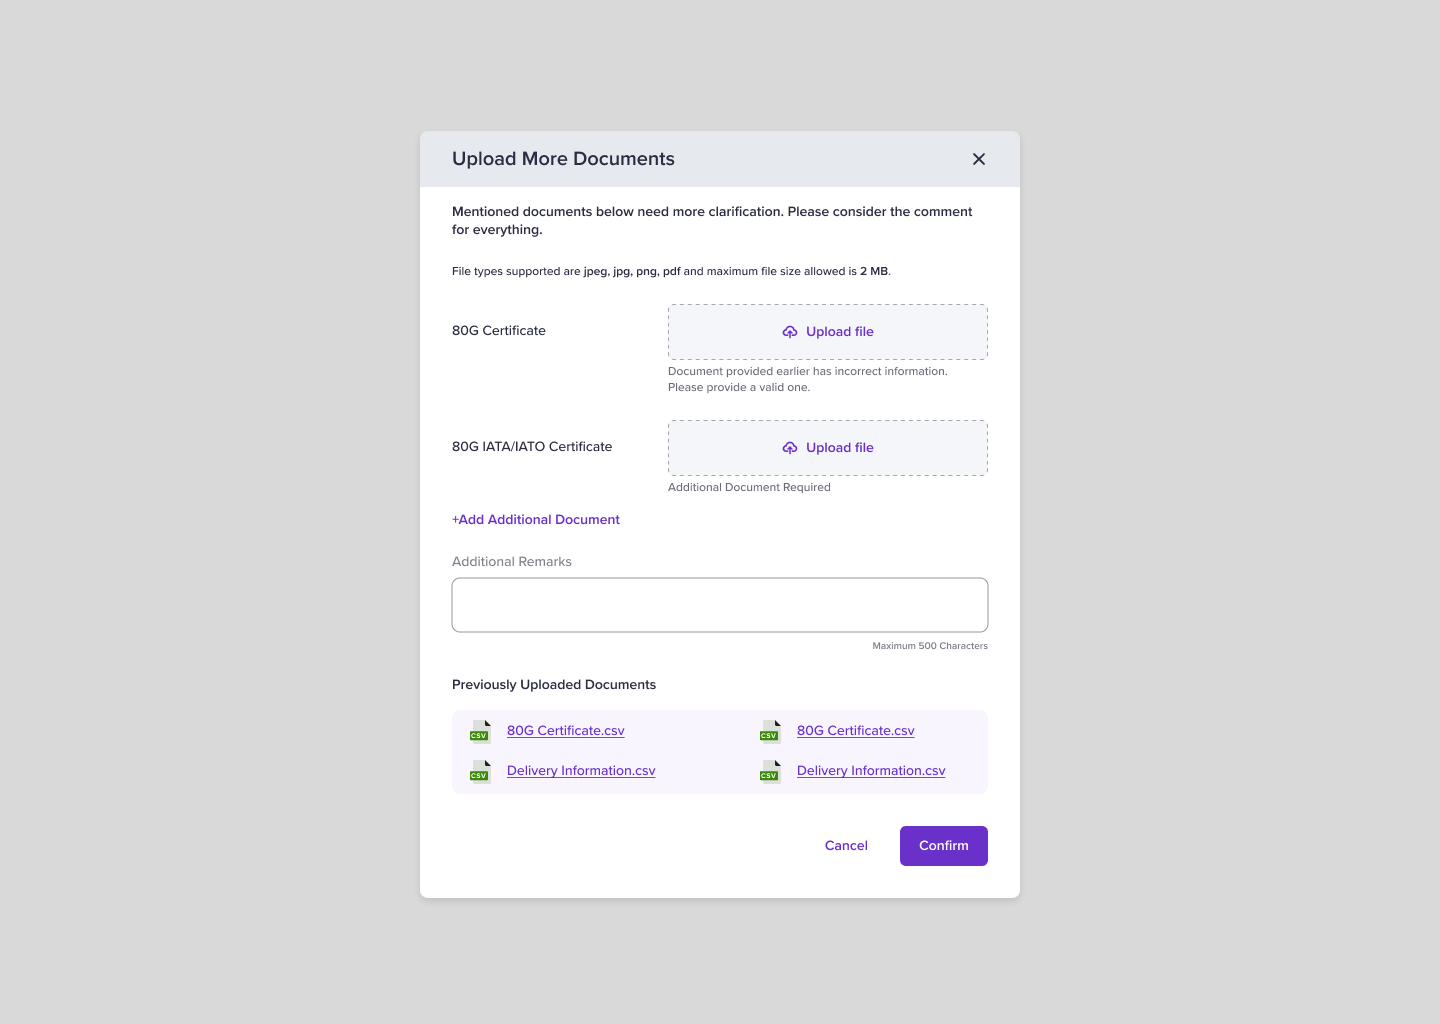 Upload More Documents
Mentioned documents below need more clarification. Please consider the comment
for everything.
File types supported are jpeg, jpg, png, pdf and maximum file size allowed is 2 MB.
80G Certificate
Upload file
Document provided earlier has incorrect information.
Please provide a valid one.
80G IATA/IATO Certificate
Upload file
Additional Document Required
+Add Additional Document
Additional Remarks
Maximum 500 Characters
Previously Uploaded Documents
CSV 80G Certificate.csv CSV 80G Certificate.csv
CSV Delivery Information.csv CSV Delivery Information.csv
Cancel Confirm